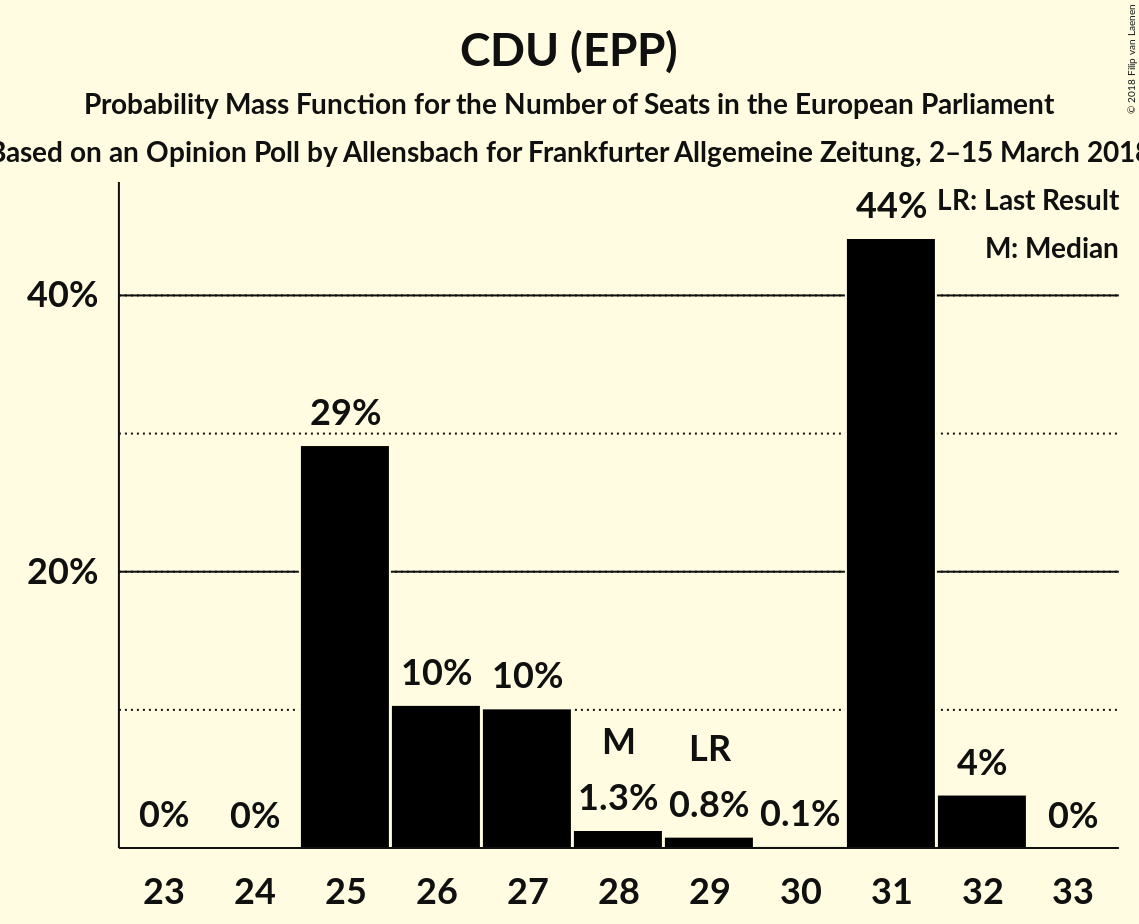 CDU (EPP)
Probability Mass Function for the Number of Seats in the European Parliament
Based on an Opinion Poll by Allensbach for Frankfurter Allgemeine Zeitung, 2–15 March 2018
© 2018 Filip van Laenen
LR: Last Result
M: Median
44%
40%
29%
20%
10% 10%
M LR
0% 0% 1.3% 0.8% 0.1% 4% 0%
23 24 25 26 27 28 29 30 31 32 33